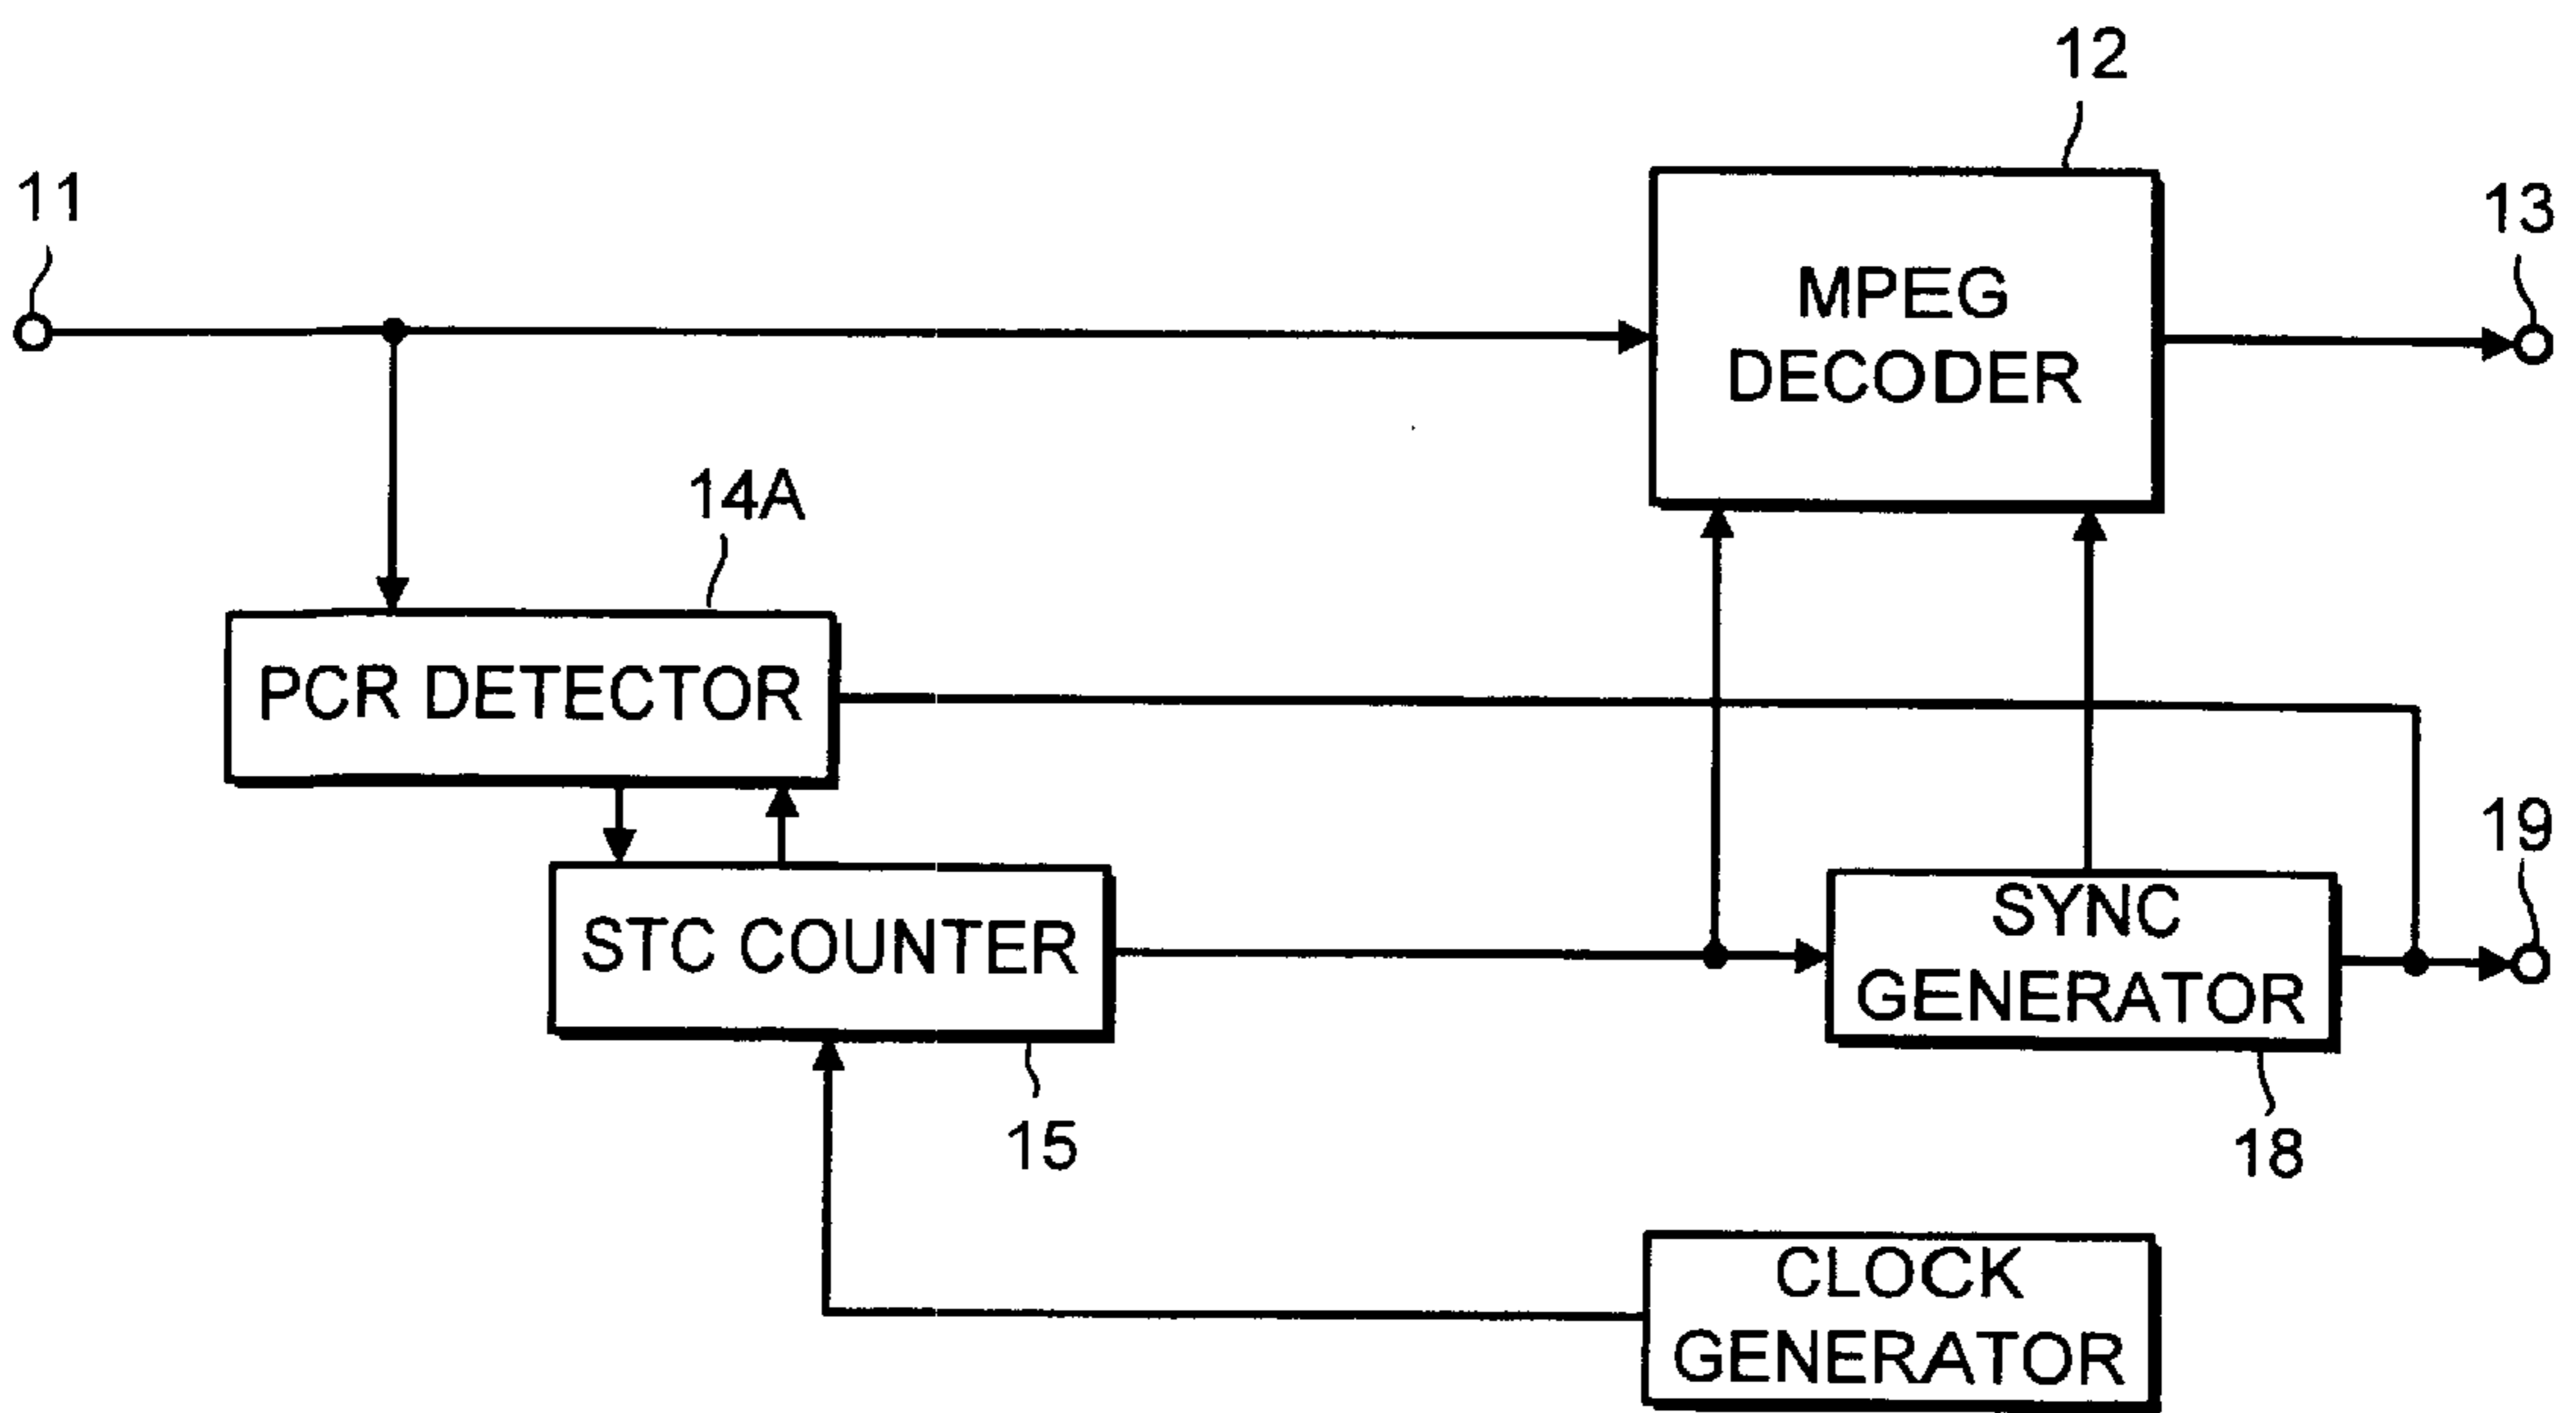 12
11
13
MPEG
DECODER
14A
PCR DETECTOR
19
STC COUNTER
SYNC
GENERATOR
15
18
CLOCK
GENERATOR